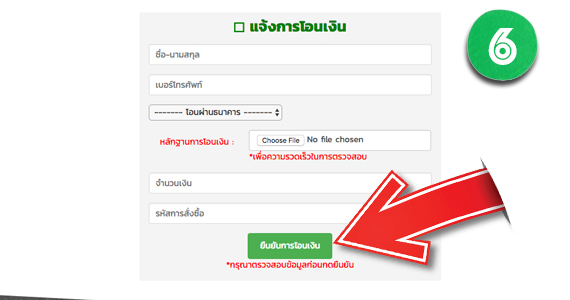 แจ้งการโอนเงิน
6
ชื่อ-นามสกุล
เบอร์โทรศัพท์
------- โอนผ่านธนาคาร -------
หลักฐานการโอนเงิน : Choose File No file chosen
*เพื่อความรวดเร็วในการตรวจสอบ
จำนวนเงิน
รหัสการสั่งซื้อ
ยืนยันการโอนเงิน
*กรุณาตรวจสอบข้อมูลก่อนกดยืนยัน